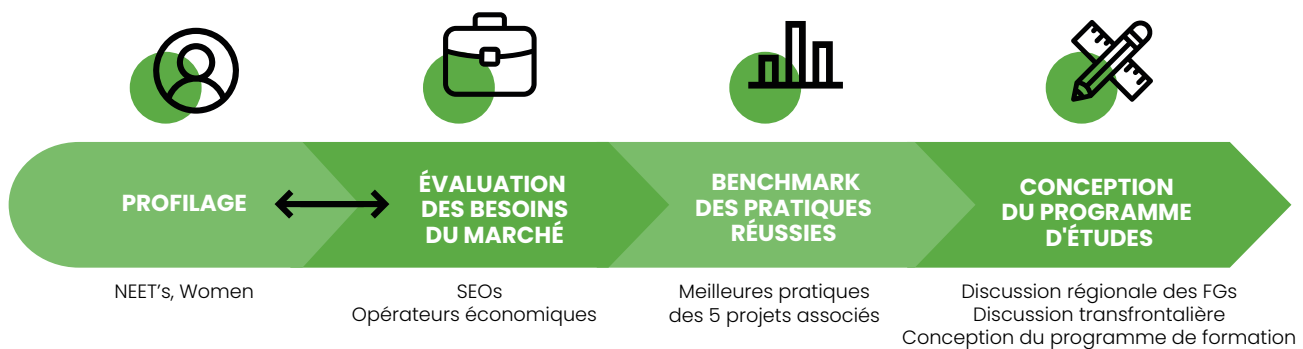 PROFILAGE
ÉVALUATION
DES BESOINS
DU MARCHÉ
BENCHMARK
DES PRATIQUES
RÉUSSIES
CONCEPTION
DU PROGRAMME
D'ÉTUDES
NEET's, Women
SEOs
Opérateurs économiques
Meilleures pratiques
des 5 projets associés
Discussion régionale des FGs
Discussion transfrontalière
Conception du programme de formation